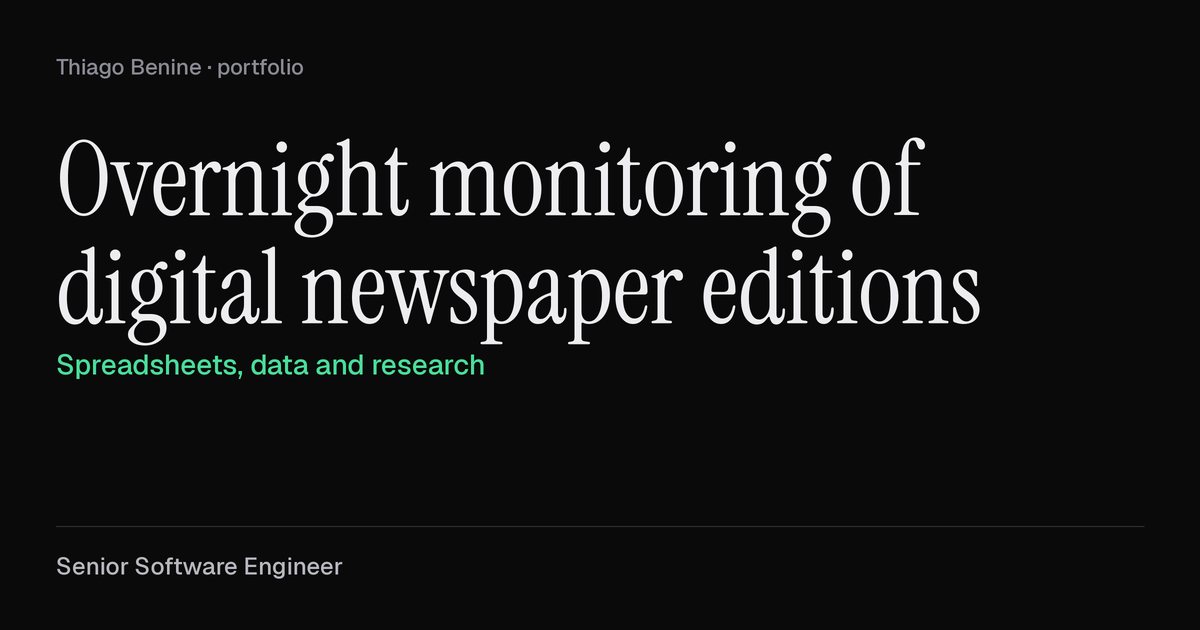 Thiago Benine · portfolio
Overnight monitoring of
digital newspaper editions
Spreadsheets, data and research
Senior Software Engineer